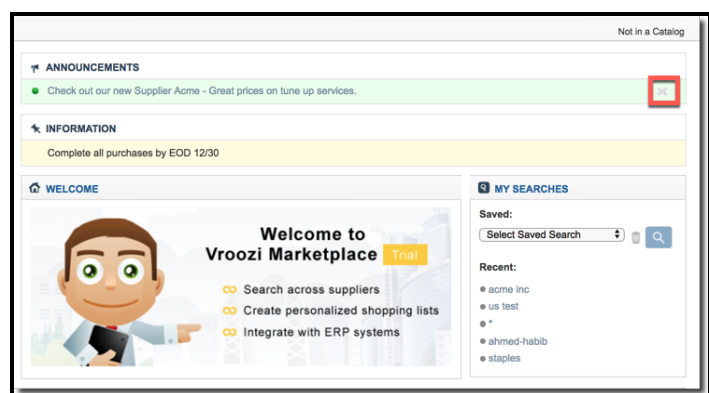 Not in a Catalog
ANNOUNCEMENTS
Check out our new Supplier Acme - Great prices on tune up services.
INFORMATION
Complete all purchases by EOD 12/30
WELCOME
Welcome to
Vroozi Marketplace Trial
Search across suppliers
Create personalized shopping lists
Integrate with ERP systems
MY SEARCHES
Saved:
Select Saved Search
Recent:
acme inc
us test
*
ahmed-habib
staples